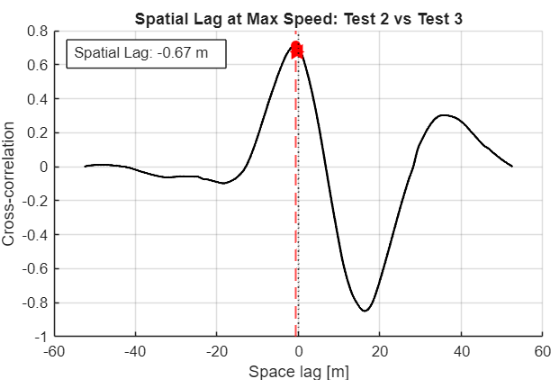 Spatial Lag at Max Speed: Test 2 vs Test 3
Spatial Lag: -0.67 m
0.8
0.6
0.4
0.2
0
-0.2
-0.4
-0.6
-0.8
-1
Cross-correlation
-60 -40 -20 0 20 40 60
Space lag [m]